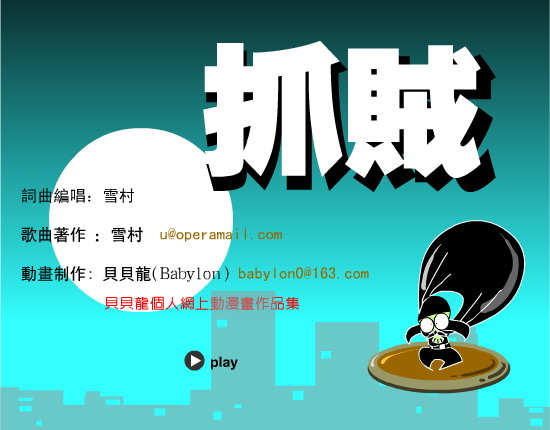 抓賊
詞曲編唱：雪村
歌曲著作：雪村 u@operamail.com
動畫制作：貝貝龍(Babylon) babylon0@163.com
貝貝龍個人網上動漫畫作品集
play